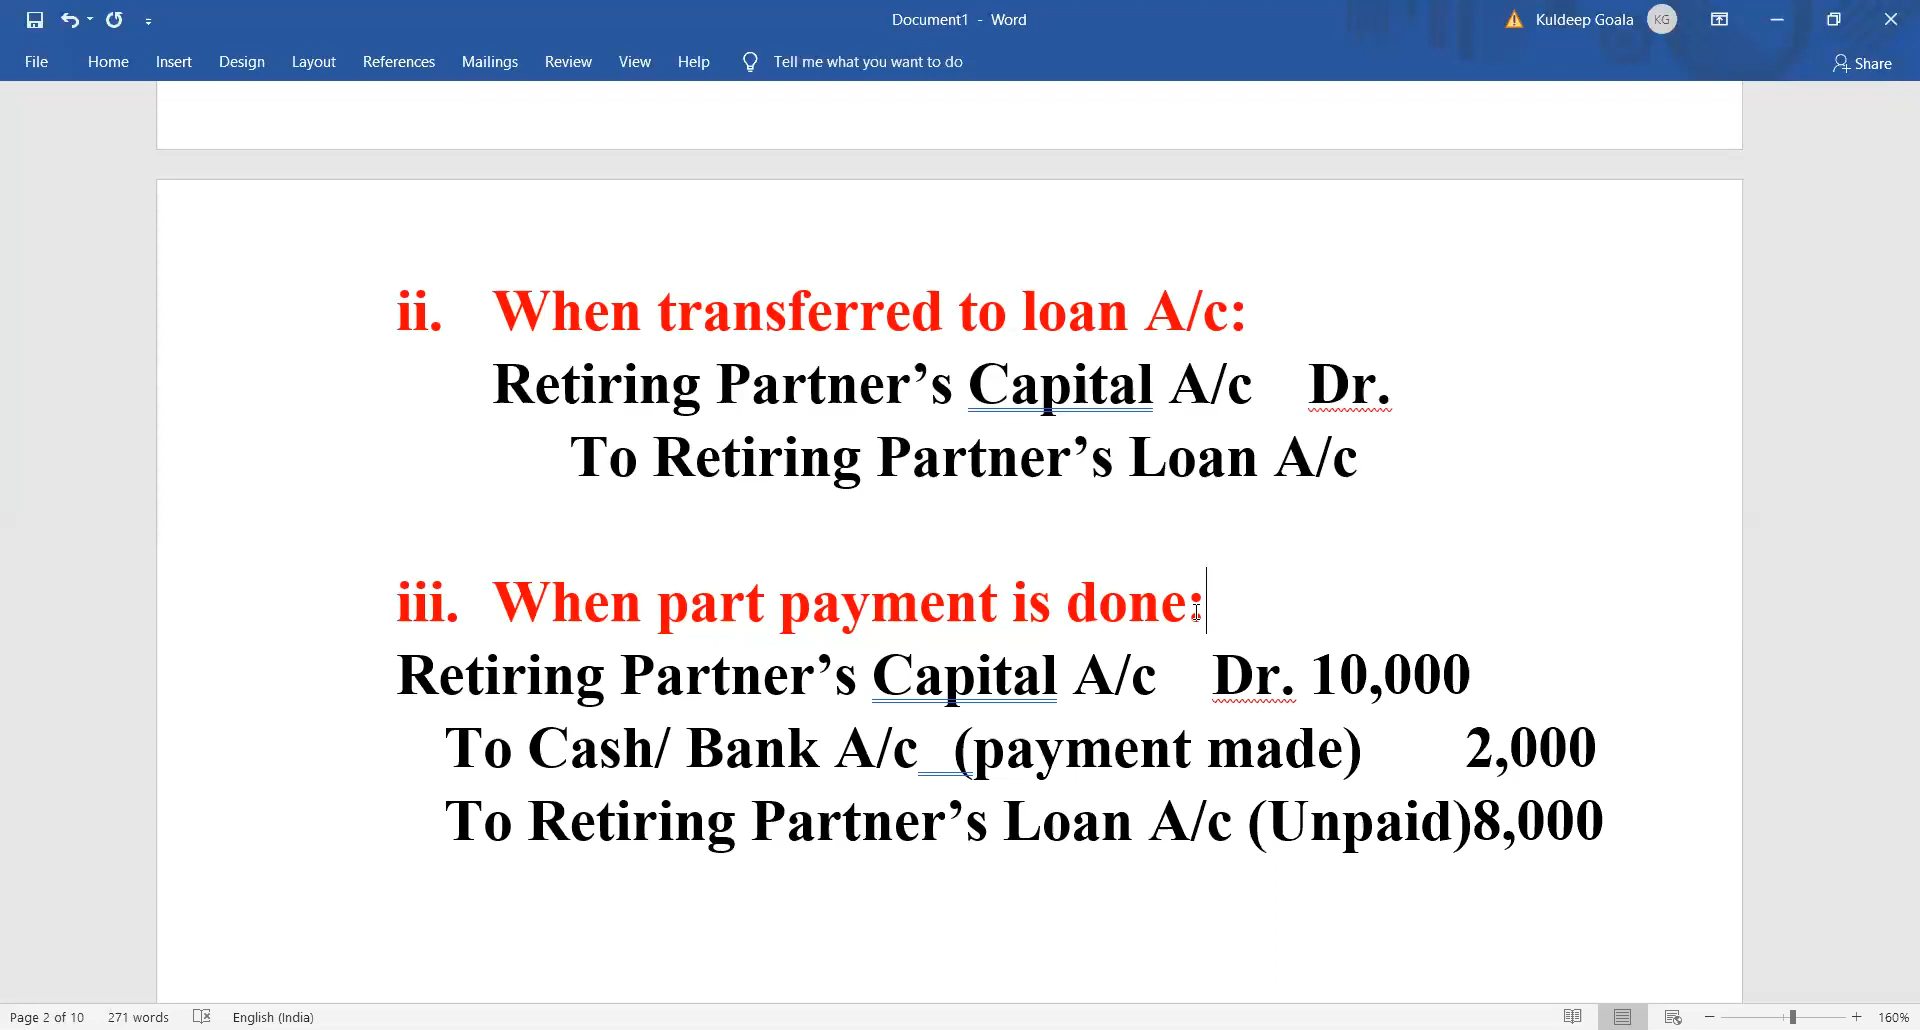 Document1 - Word
Kuldeep Goala KG
File Home Insert Design Layout References Mailings Review View Help Tell me what you want to do Share
ii. When transferred to loan A/c:
Retiring Partner’s Capital A/c Dr.
To Retiring Partner’s Loan A/c
iii. When part payment is done:
Retiring Partner’s Capital A/c Dr. 10,000
To Cash/ Bank A/c (payment made) 2,000
To Retiring Partner’s Loan A/c (Unpaid)8,000
Page 2 of 10 271 words English (India) 160%